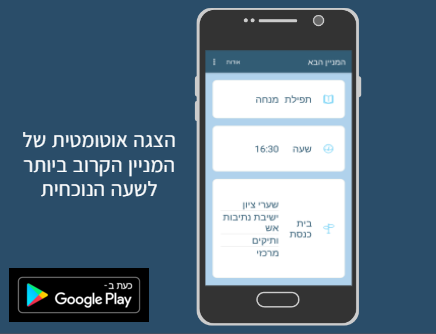 המניין הבא
אודות
תפילת מנחה
שעה 16:30
בית כנסת
שערי ציון
ישיבת נתיבות
אש
ותיקים
מרכזי
הצגה אוטומטית של
המניין הקרוב ביותר
לשעה הנוכחית
כעת ב-
Google Play